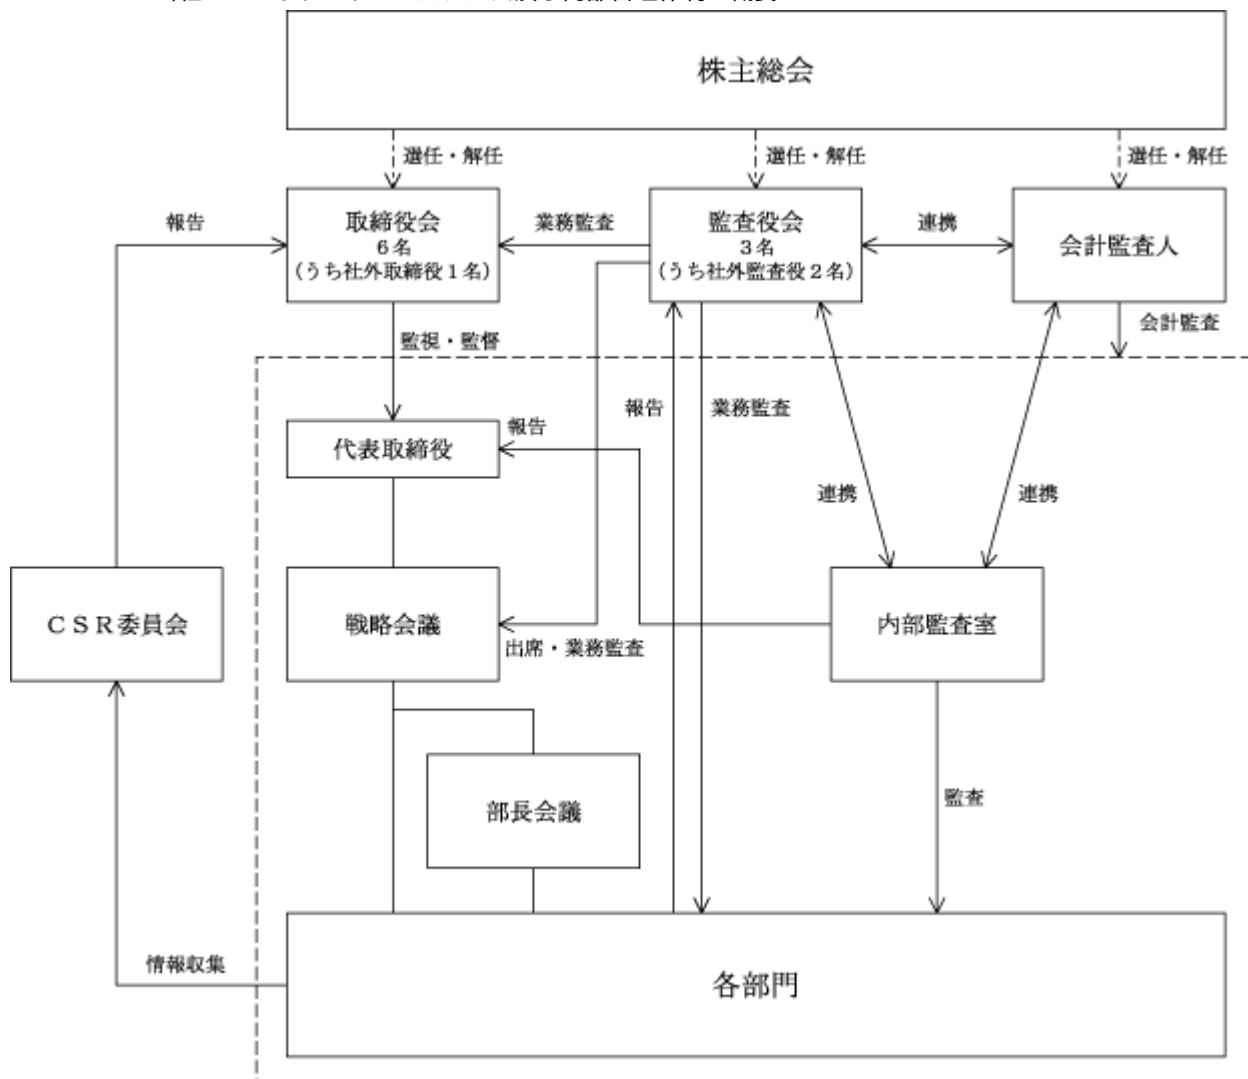 株主総会
選任・解任
選任・解任
選任・解任
報告
取締役会
６名
(うち社外取締役１名)
業務監査
監査役会
３名
(うち社外監査役２名)
連携
会計監査人
監視・監督
会計監査
報告
業務監査
代表取締役
報告
連携
連携
ＣＳＲ委員会
戦略会議
出席・業務監査
内部監査室
部長会議
監査
情報収集
各部門